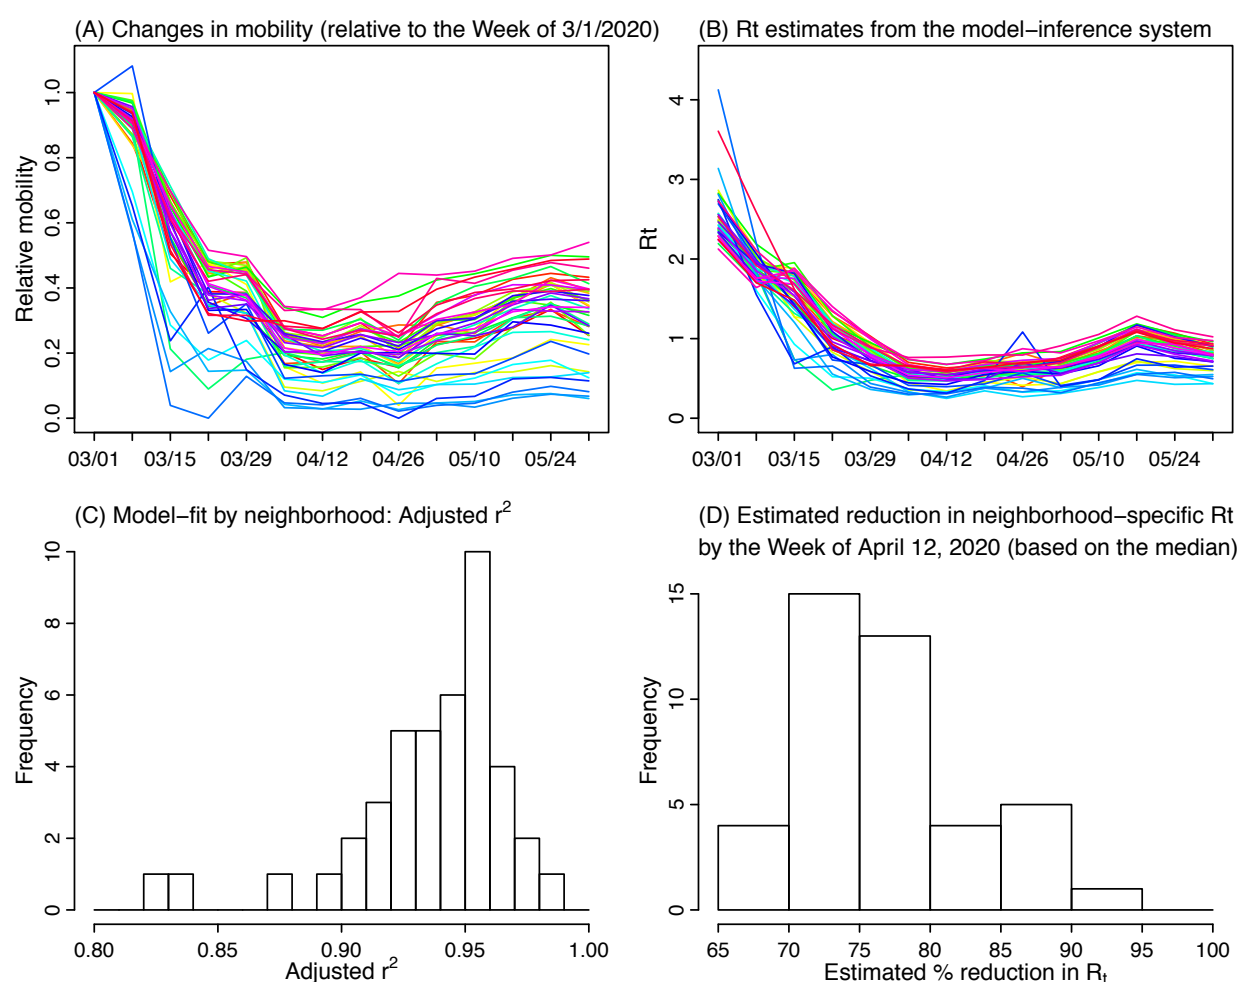 (A) Changes in mobility (relative to the Week of 3/1/2020)
Relative mobility
1.0
0.8
0.6
0.4
0.2
0.0
03/01 03/15 03/29 04/12 04/26 05/10 05/24
(B) Rt estimates from the model−inference system
Rt
4
3
2
1
0
03/01 03/15 03/29 04/12 04/26 05/10 05/24
(C) Model−fit by neighborhood: Adjusted r²
Frequency
10
8
6
4
2
0
0.80 0.85 0.90 0.95 1.00
Adjusted r²
(D) Estimated reduction in neighborhood−specific Rt
by the Week of April 12, 2020 (based on the median)
Frequency
15
10
5
0
65 70 75 80 85 90 95 100
Estimated % reduction in Rₜ